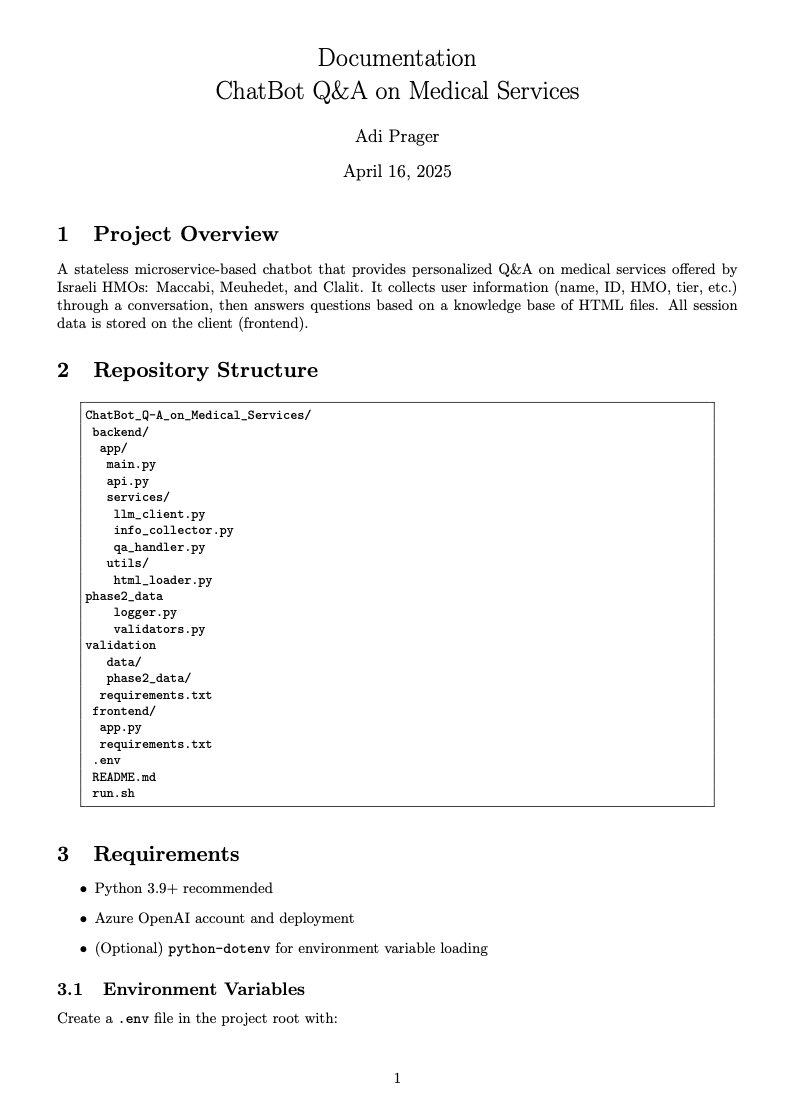 Documentation
ChatBot Q&A on Medical Services
Adi Prager
April 16, 2025
1 Project Overview
A stateless microservice-based chatbot that provides personalized Q&A on medical services offered by
Israeli HMOs: Maccabi, Meuhedet, and Clalit. It collects user information (name, ID, HMO, tier, etc.)
through a conversation, then answers questions based on a knowledge base of HTML files. All session
data is stored on the client (frontend).
2 Repository Structure
ChatBot_Q-A_on_Medical_Services/
backend/
app/
main.py
api.py
services/
llm_client.py
info_collector.py
qa_handler.py
utils/
html_loader.py
phase2_data
logger.py
validators.py
validation
data/
phase2_data/
requirements.txt
frontend/
app.py
requirements.txt
.env
README.md
run.sh
3 Requirements
• Python 3.9+ recommended
• Azure OpenAI account and deployment
• (Optional) python-dotenv for environment variable loading
3.1 Environment Variables
Create a .env file in the project root with:
1